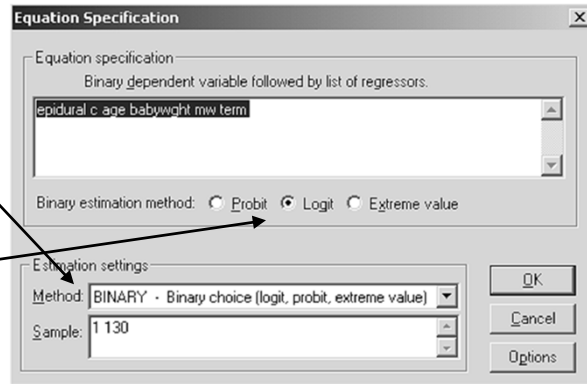 Equation Specification
Equation specification
Binary dependent variable followed by list of regressors.
epidural c age babywght mw term
Binary estimation method: Probit Logit Extreme value
Estimation settings
Method: BINARY - Binary choice (logit, probit, extreme value)
Sample: 1 130
OK
Cancel
Options